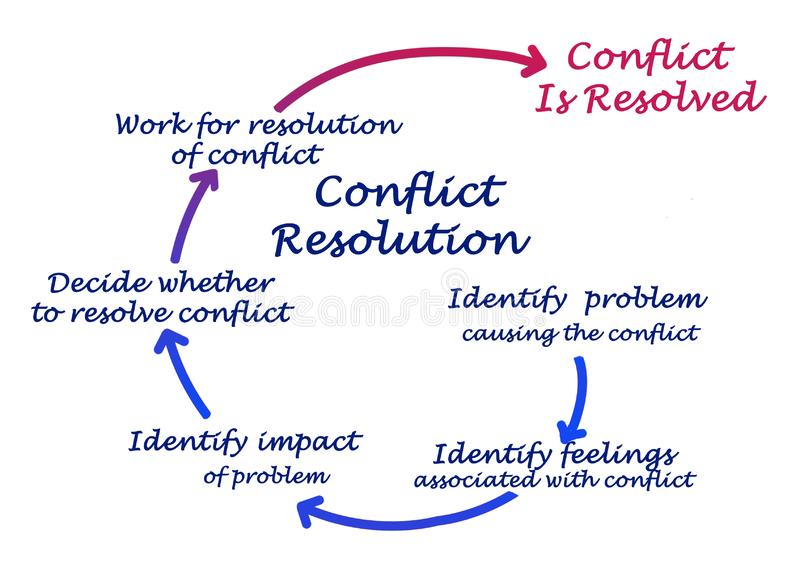 Conflict
Is Resolved
Work for resolution
of conflict
Conflict
Resolution
Decide whether
to resolve conflict
Identify problem
causing the conflict
Identify impact
of problem
Identify feelings
associated with conflict
dreamstime